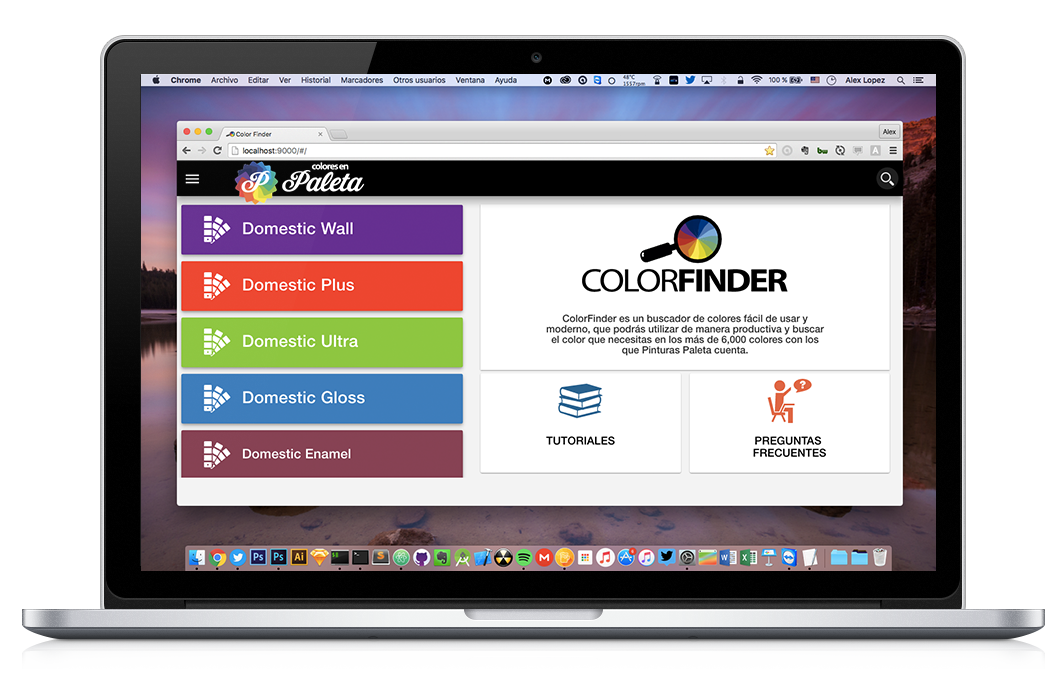 Chrome Archivo Editar Ver Historial Marcadores Otros usuarios Ventana Ayuda 48°C 1557rpm 100 % Alex Lopez
Color Finder
Alex
localhost:9000/#/
colores en
P Paleta
Domestic Wall
Domestic Plus
Domestic Ultra
Domestic Gloss
Domestic Enamel
COLORFINDER
ColorFinder es un buscador de colores fácil de usar y
moderno, que podrás utilizar de manera productiva y buscar
el color que necesitas en los más de 6,000 colores con los
que Pinturas Paleta cuenta.
TUTORIALES
PREGUNTAS
FRECUENTES
Ps Ps Ai S